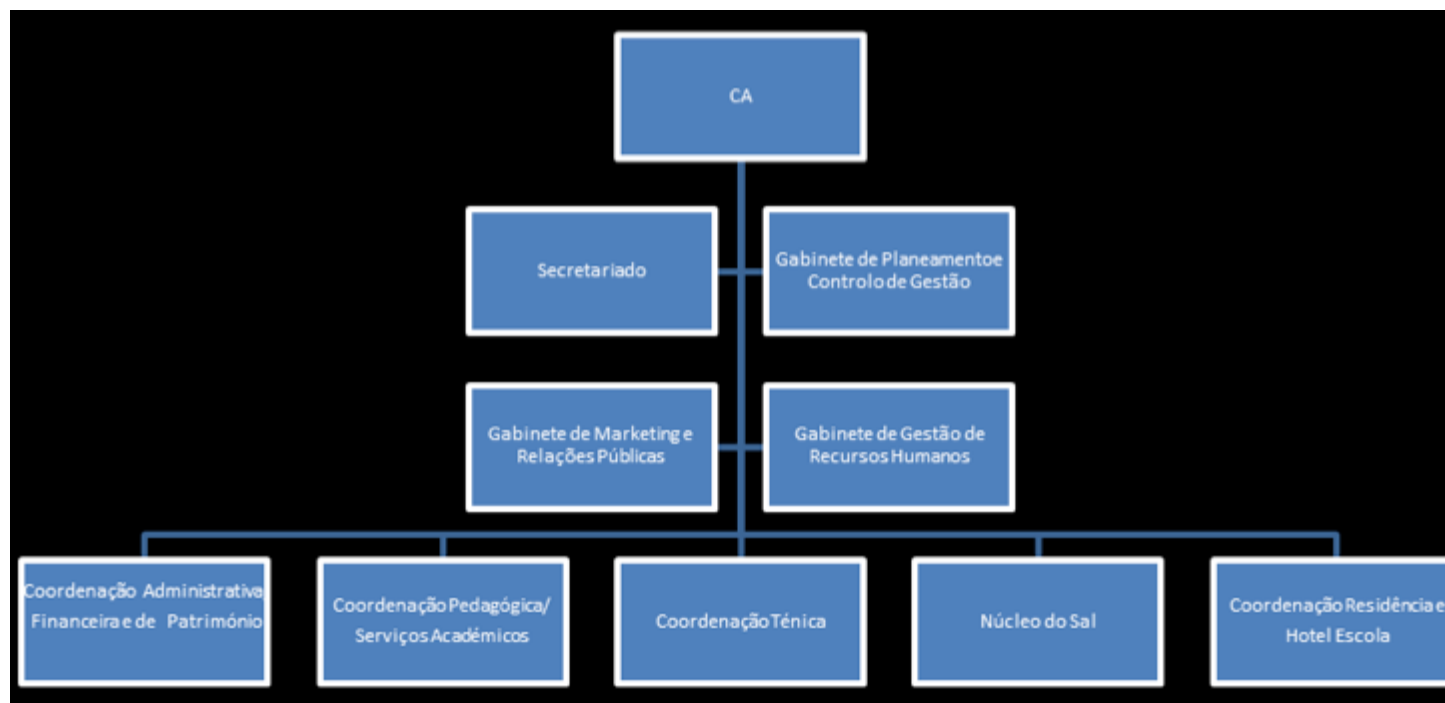 CA
Secretariado
Gabinete de Planeamentoe
Controlo de Gestão
Gabinete de Marketing e
Relações Públicas
Gabinete de Gestão de
Recursos Humanos
Coordenação Administrativa
Financeira e de Património
Coordenação Pedagógica/
Serviços Académicos
Coordenação Ténica
Núcleo do Sal
Coordenação Residência e
Hotel Escola